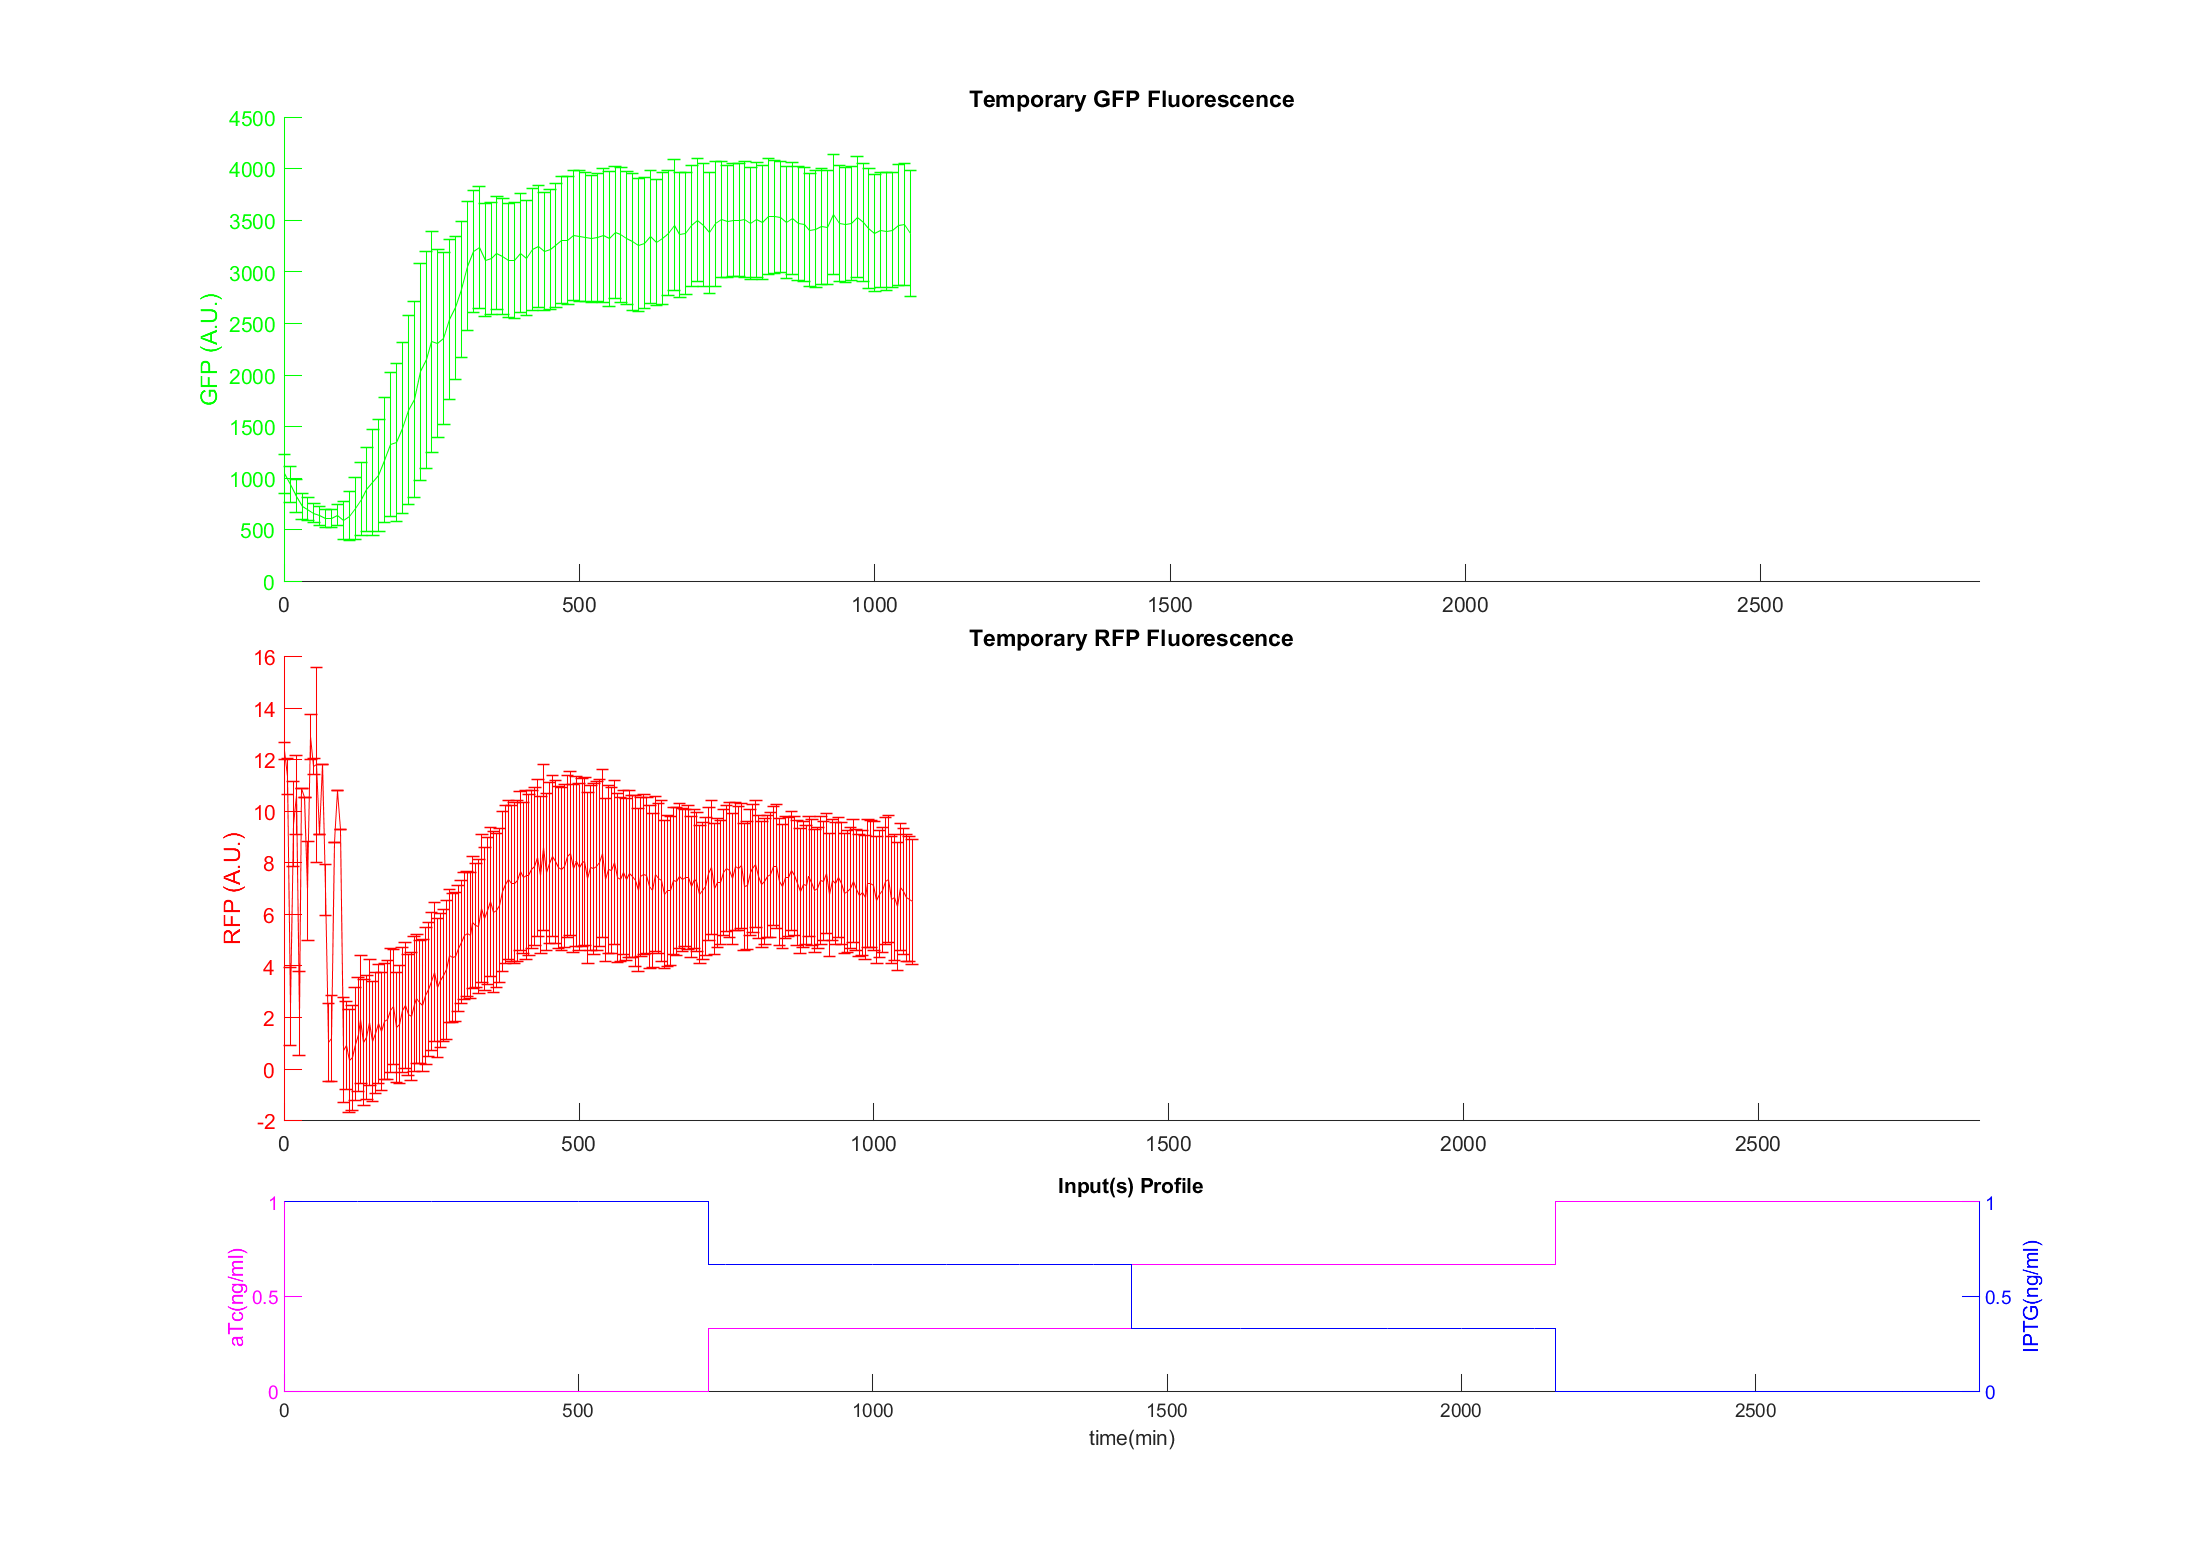 Temporary GFP Fluorescence
4500
4000
3500
3000
2500
2000
1500
1000
500
0
GFP (A.U.)
0 500 1000 1500 2000 2500
Temporary RFP Fluorescence
16
14
12
10
8
6
4
2
0
-2
RFP (A.U.)
0 500 1000 1500 2000 2500
Input(s) Profile
1
0.5
0
aTc(ng/ml)
1
0.5
0
IPTG(ng/ml)
0 500 1000 1500 2000 2500
time(min)